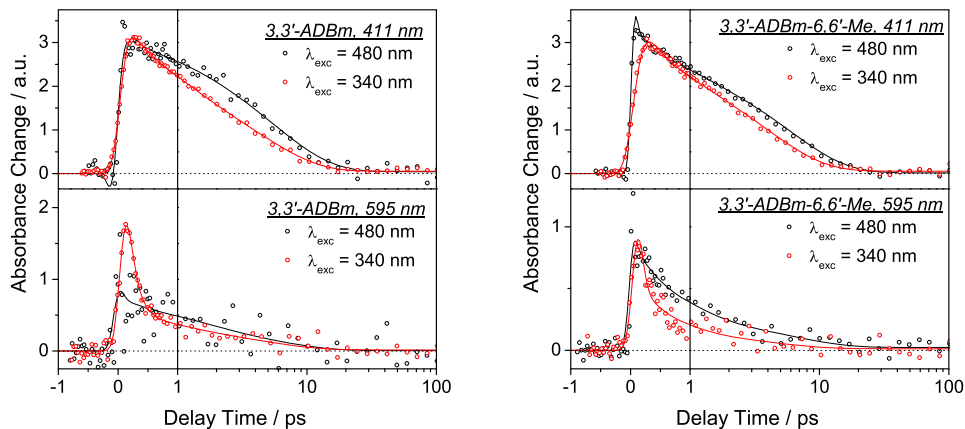 3,3'-ADBm, 411 nm
λexc = 480 nm
λexc = 340 nm
3
2
1
0
Absorbance Change / a.u.
3,3'-ADBm, 595 nm
λexc = 480 nm
λexc = 340 nm
2
1
0
-1 0 1 10 100
Delay Time / ps
3,3'-ADBm-6,6'-Me, 411 nm
λexc = 480 nm
λexc = 340 nm
3
2
1
0
Absorbance Change / a.u.
3,3'-ADBm-6,6'-Me, 595 nm
λexc = 480 nm
λexc = 340 nm
1
0
-1 0 1 10 100
Delay Time / ps